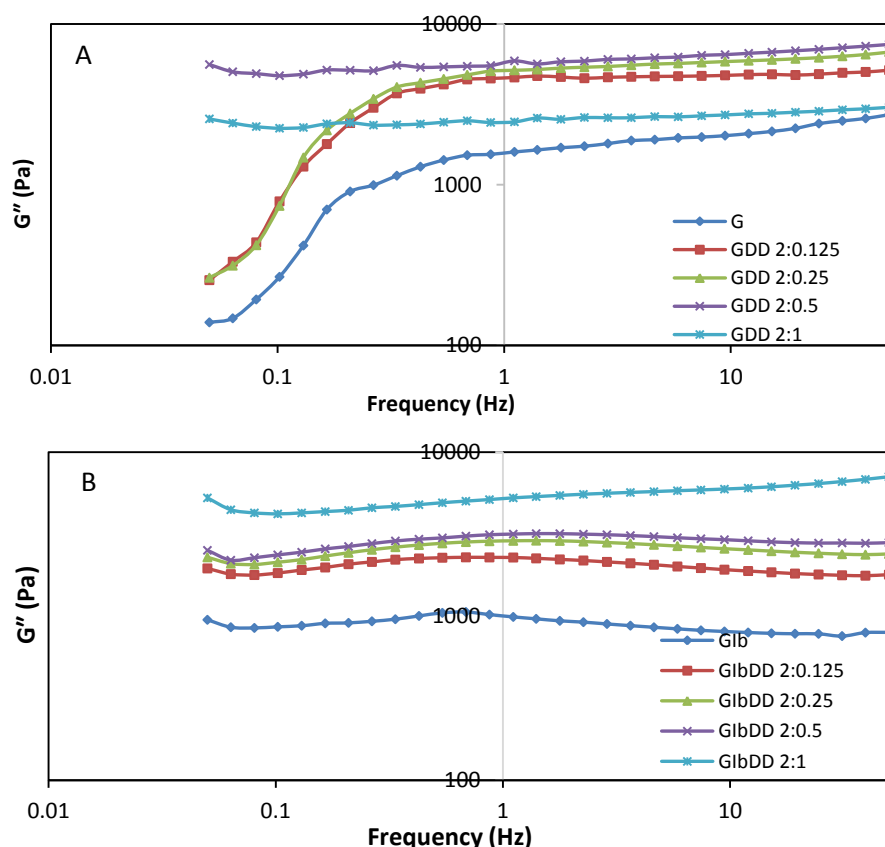 A
G″ (Pa)
10000
1000
100
0.01
0.1
1
10
Frequency (Hz)
G
GDD 2:0.125
GDD 2:0.25
GDD 2:0.5
GDD 2:1
B
G″ (Pa)
10000
1000
100
0.01
0.1
1
10
Frequency (Hz)
GIb
GIbDD 2:0.125
GIbDD 2:0.25
GIbDD 2:0.5
GIbDD 2:1